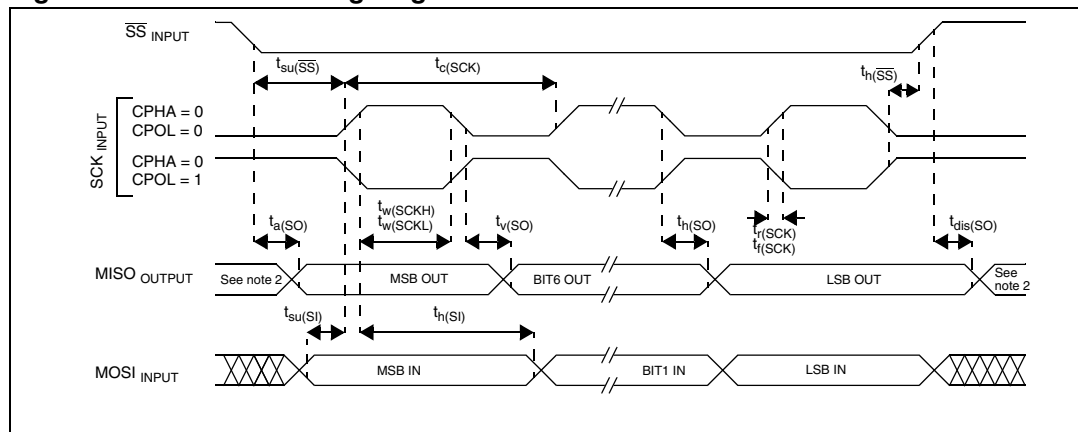 SS INPUT
tsu(SS)
tc(SCK)
th(SS)
SCK INPUT
CPHA = 0
CPOL = 0
CPHA = 0
CPOL = 1
ta(SO)
tw(SCKH)
tw(SCKL)
tv(SO)
th(SO)
tr(SCK)
tf(SCK)
tdis(SO)
MISO OUTPUT
See note 2
MSB OUT
BIT6 OUT
LSB OUT
See
note 2
tsu(SI)
th(SI)
MOSI INPUT
MSB IN
BIT1 IN
LSB IN